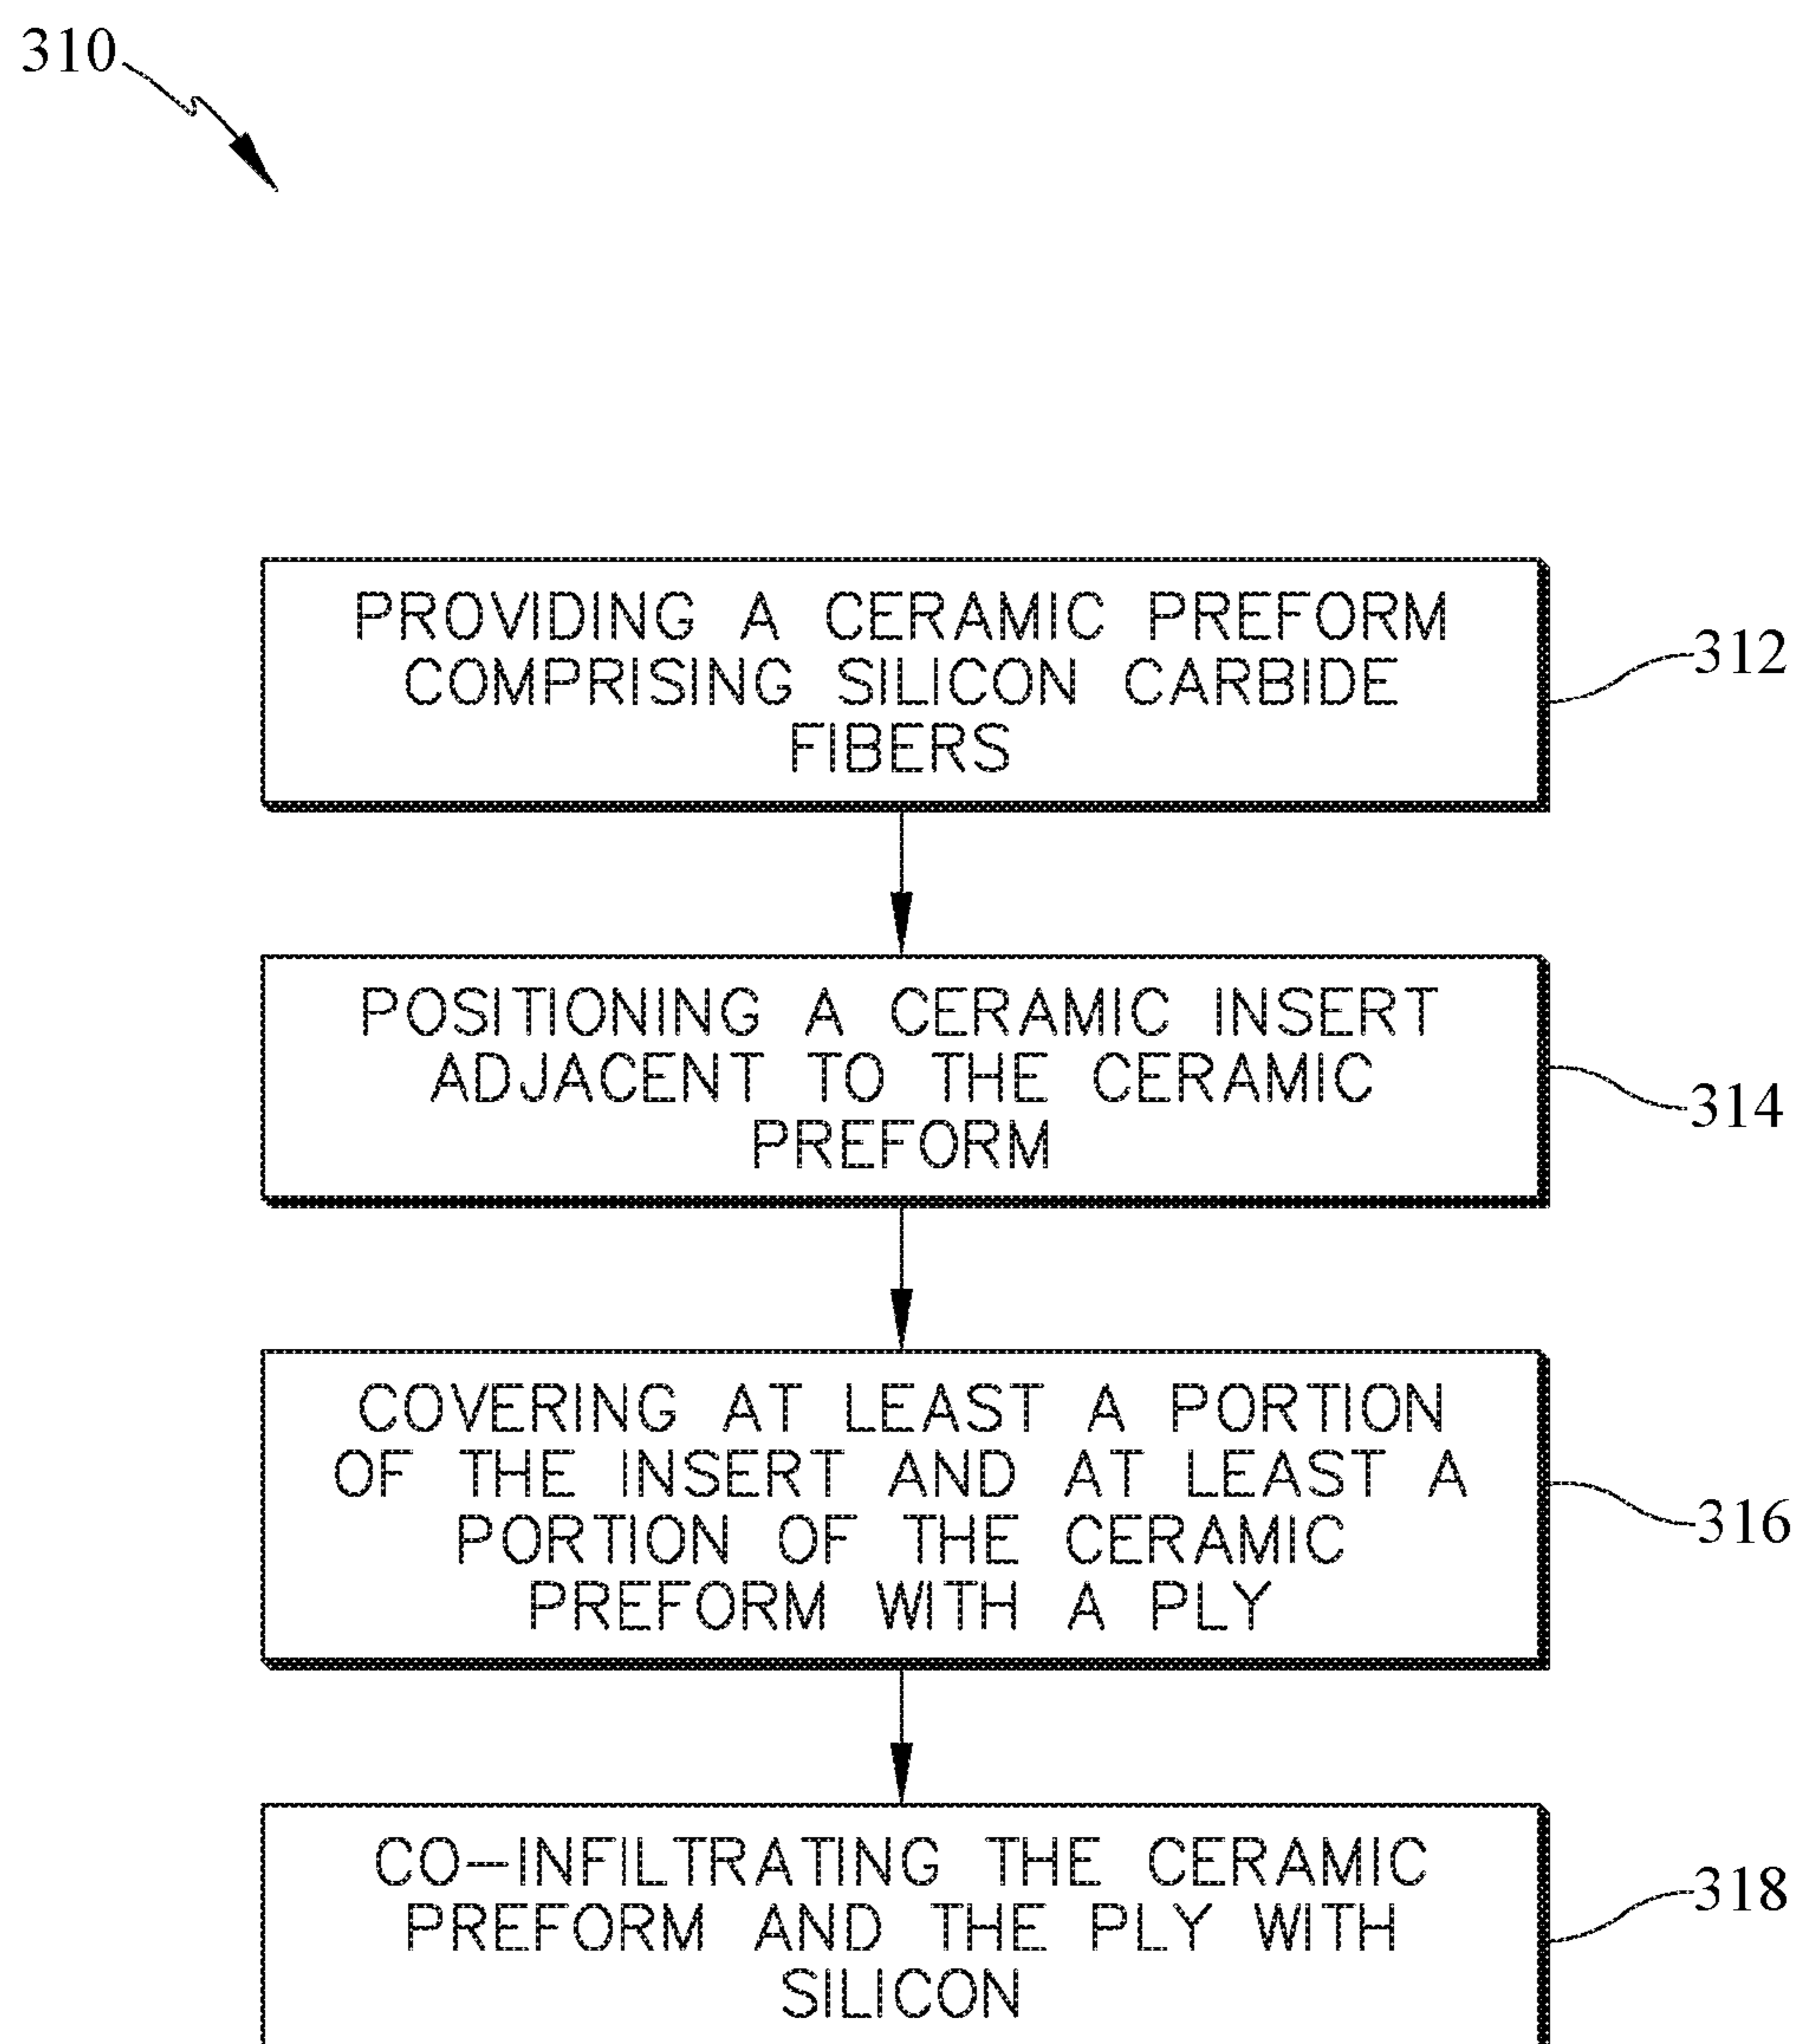 310
PROVIDING A CERAMIC PREFORM
COMPRISING SILICON CARBIDE
FIBERS
312
POSITIONING A CERAMIC INSERT
ADJACENT TO THE CERAMIC
PREFORM
314
COVERING AT LEAST A PORTION
OF THE INSERT AND AT LEAST A
PORTION OF THE CERAMIC
PREFORM WITH A PLY
316
CO-INFILTRATING THE CERAMIC
PREFORM AND THE PLY WITH
SILICON
318